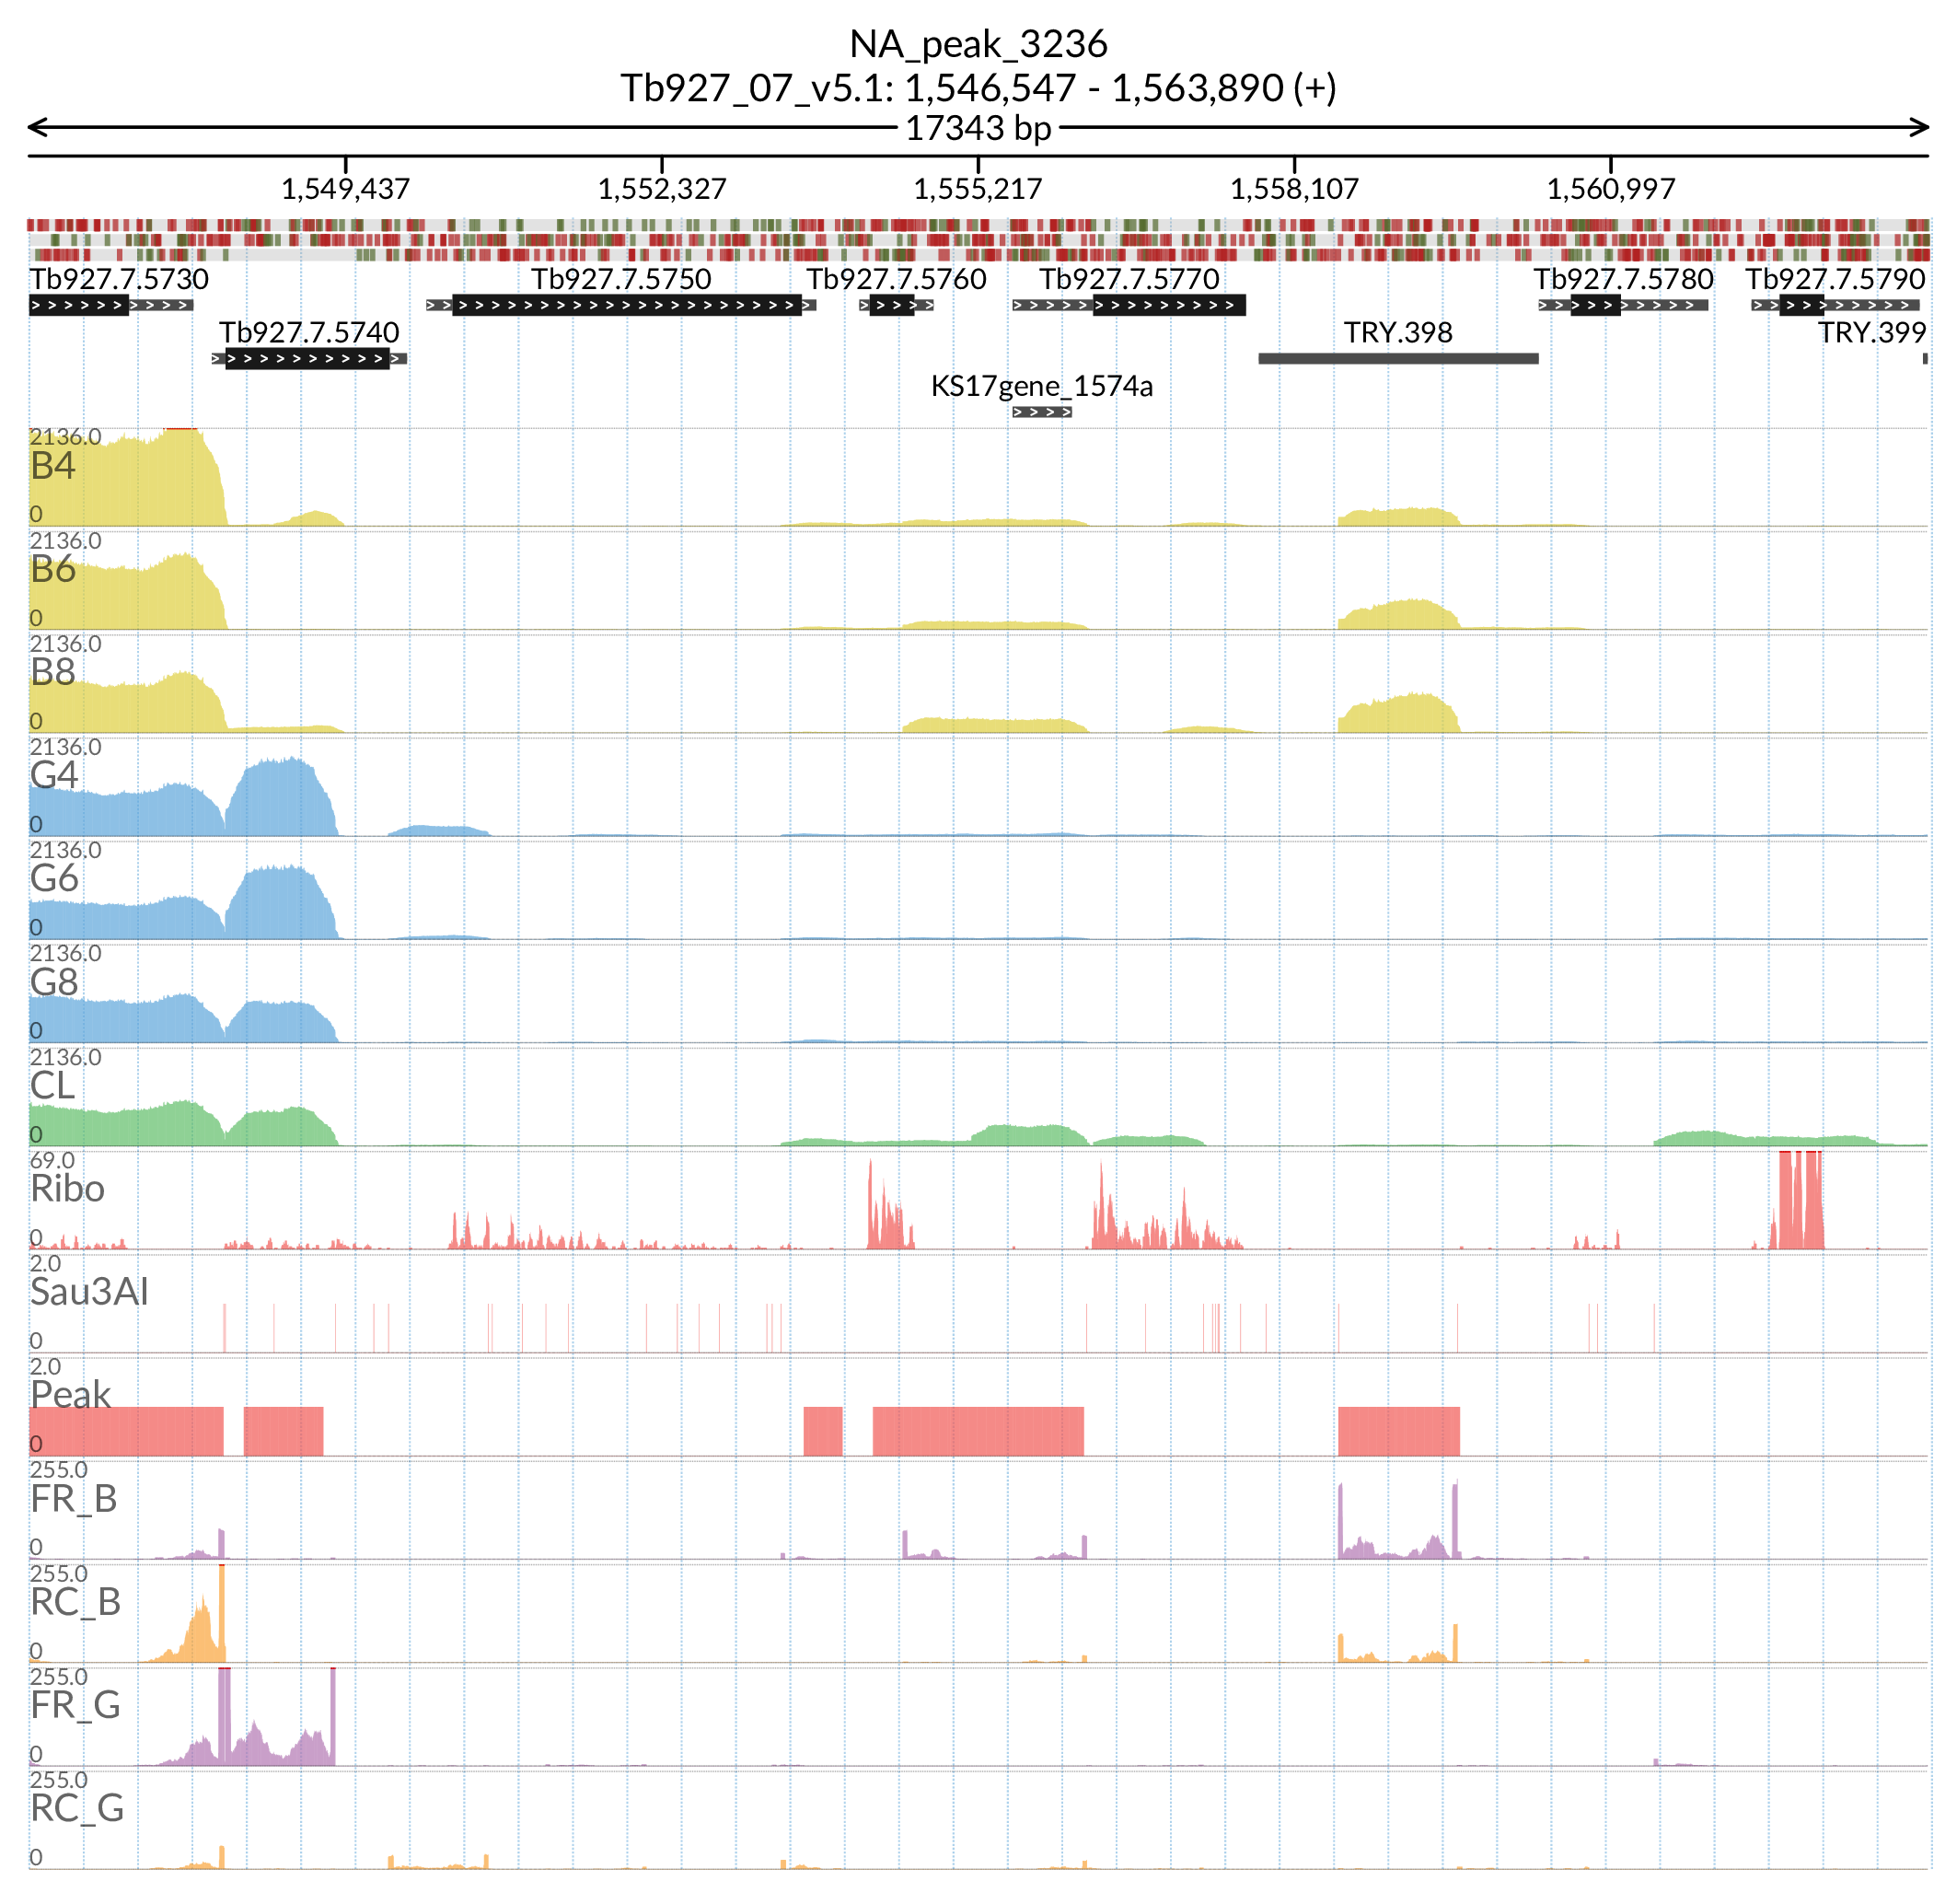 NA_peak_3236
Tb927_07_v5.1: 1,546,547 - 1,563,890 (+)
17343 bp
1,549,437 1,552,327 1,555,217 1,558,107 1,560,997
Tb927.7.5730 Tb927.7.5750 Tb927.7.5760 Tb927.7.5770 Tb927.7.5780 Tb927.7.5790
Tb927.7.5740 TRY.398 TRY.399
KS17gene_1574a
2136.0
B4
0
2136.0
B6
0
2136.0
B8
0
2136.0
G4
0
2136.0
G6
0
2136.0
G8
0
2136.0
CL
0
69.0
Ribo
0
2.0
Sau3AI
0
2.0
Peak
0
255.0
FR_B
0
255.0
RC_B
0
255.0
FR_G
0
255.0
RC_G
0